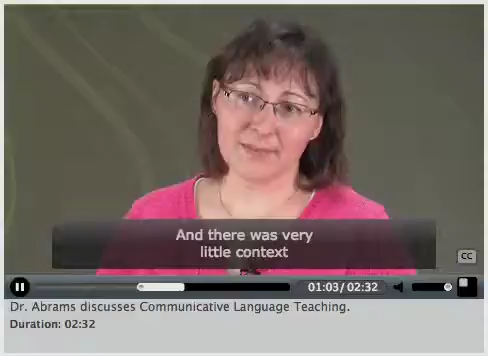 And there was very
little context
CC
01:03/ 02:32
Dr. Abrams discusses Communicative Language Teaching.
Duration: 02:32